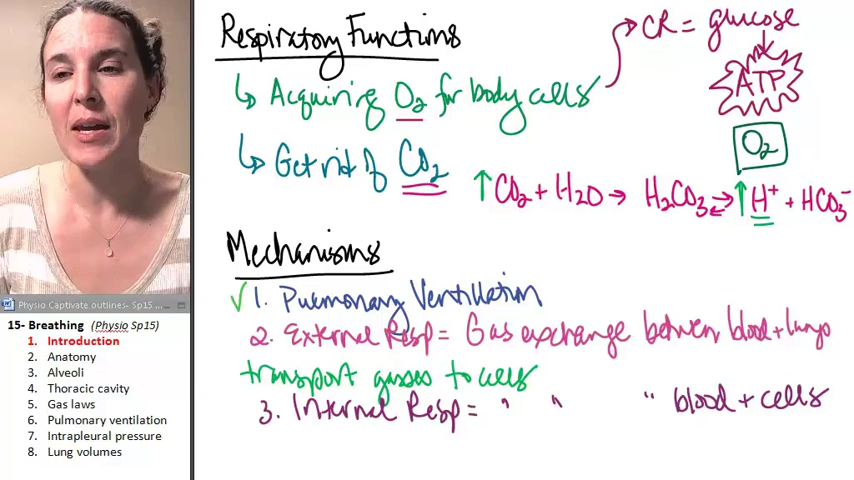 Respiratory Functions
↳ Acquiring O₂ for body cells
CR = glucose
ATP
O₂
↳ Get rid of CO₂
↑CO₂ + H₂O → H₂CO₃ ⇄ ↑H⁺ + HCO₃⁻
Mechanisms
✓ 1. Pulmonary Ventillation
2. External Resp = Gas exchange between blood + lungs
transport gasses to cells
3. Internal Resp = " " " blood + cells
Physio Captivate outlines- Sp15 ...
15- Breathing (Physio Sp15)
1. Introduction
2. Anatomy
3. Alveoli
4. Thoracic cavity
5. Gas laws
6. Pulmonary ventilation
7. Intrapleural pressure
8. Lung volumes